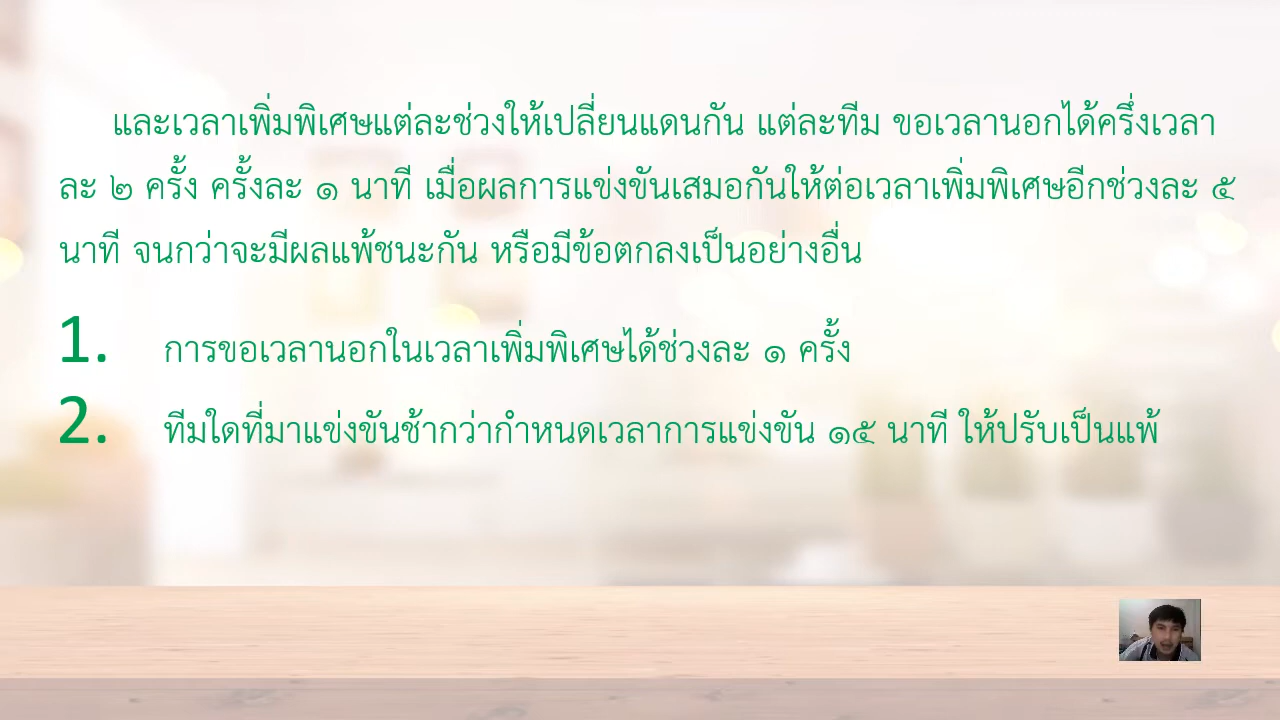 และเวลาเพิ่มพิเศษแต่ละช่วงให้เปลี่ยนแดนกัน แต่ละทีม ขอเวลานอกได้ครึ่งเวลา
ละ ๒ ครั้ง ครั้งละ ๑ นาที เมื่อผลการแข่งขันเสมอกันให้ต่อเวลาเพิ่มพิเศษอีกช่วงละ ๕
นาที จนกว่าจะมีผลแพ้ชนะกัน หรือมีข้อตกลงเป็นอย่างอื่น
1. การขอเวลานอกในเวลาเพิ่มพิเศษได้ช่วงละ ๑ ครั้ง
2. ทีมใดที่มาแข่งขันช้ากว่ากำหนดเวลาการแข่งขัน ๑๕ นาที ให้ปรับเป็นแพ้